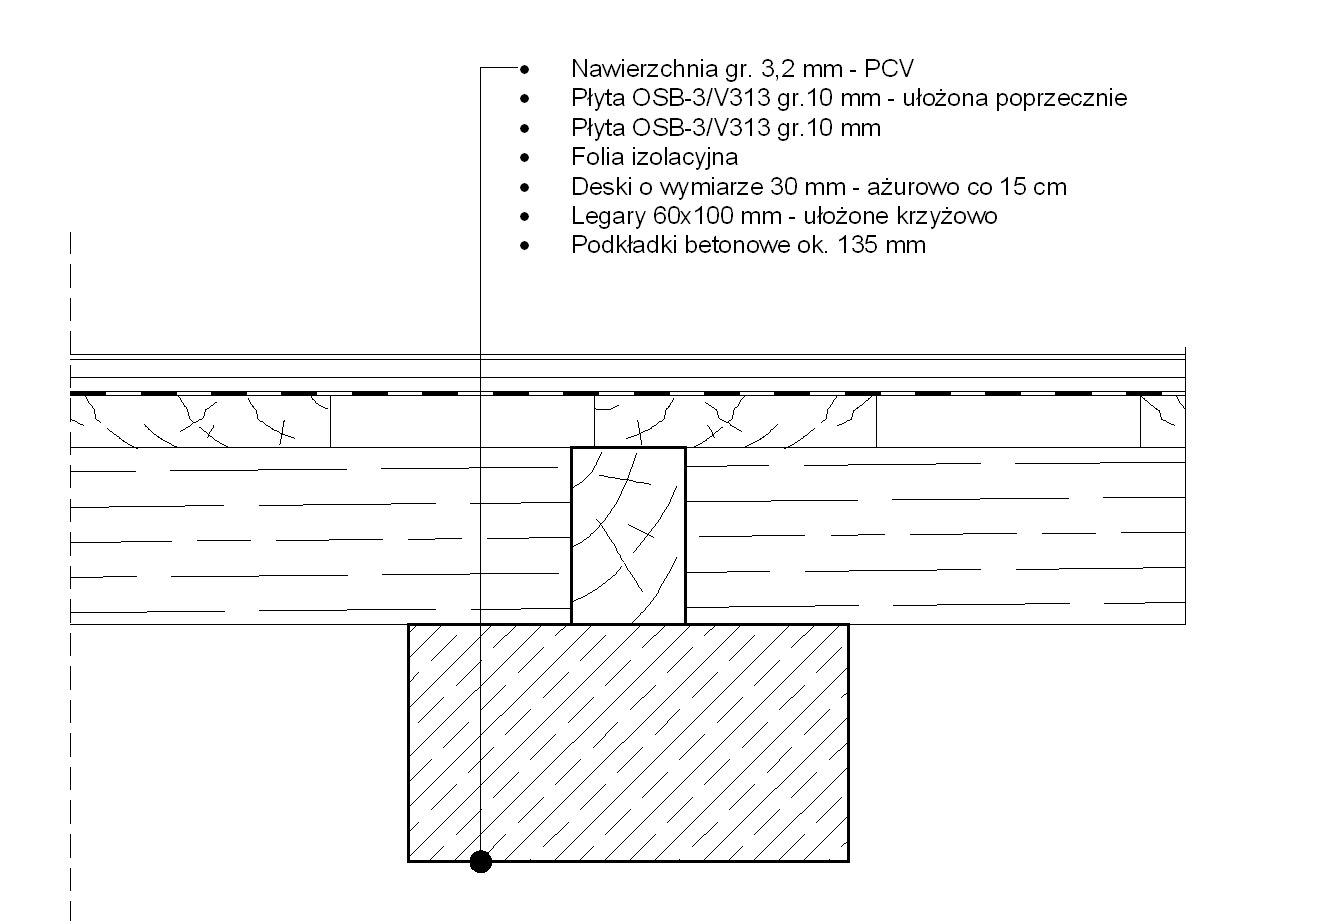 Nawierzchnia gr. 3,2 mm - PCV
Płyta OSB-3/V313 gr.10 mm - ułożona poprzecznie
Płyta OSB-3/V313 gr.10 mm
Folia izolacyjna
Deski o wymiarze 30 mm - ażurowo co 15 cm
Legary 60x100 mm - ułożone krzyżowo
Podkładki betonowe ok. 135 mm